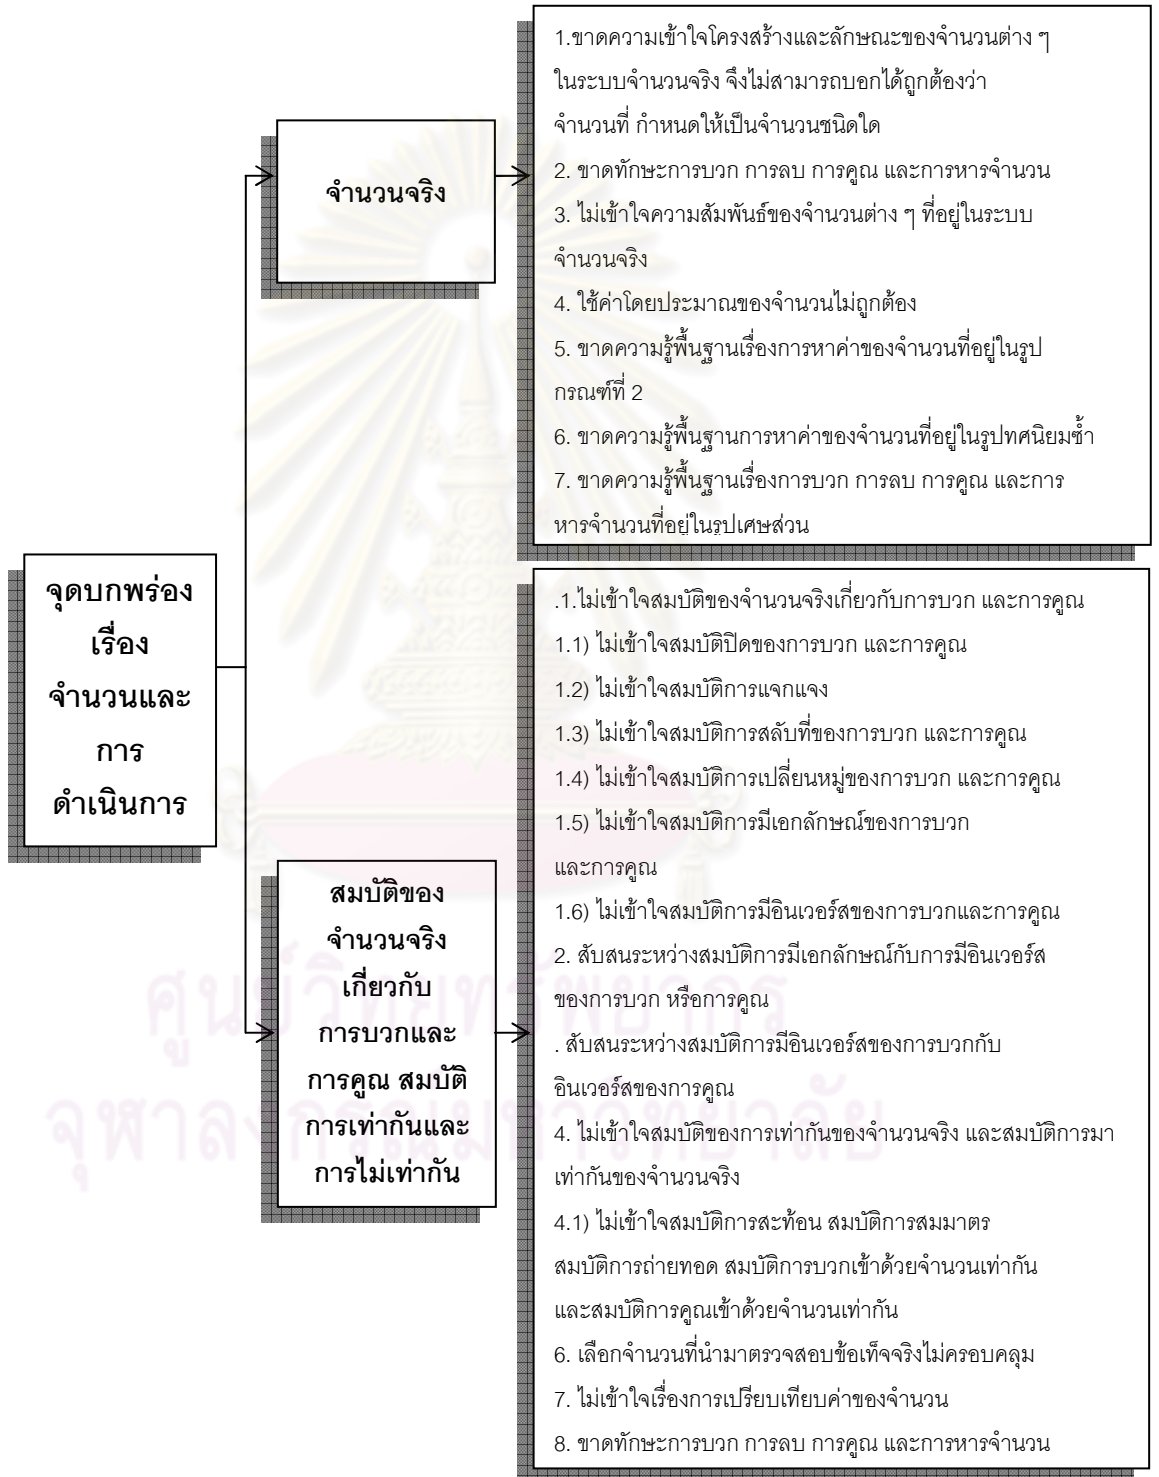 1.ขาดความเข้าใจโครงสร้างและลักษณะของจำนวนต่าง ๆ
ในระบบจำนวนจริง จึงไม่สามารถบอกได้ถูกต้องว่า
จำนวนที่ กำหนดให้เป็นจำนวนชนิดใด
2. ขาดทักษะการบวก การลบ การคูณ และการหารจำนวน
3. ไม่เข้าใจความสัมพันธ์ของจำนวนต่าง ๆ ที่อยู่ในระบบ
จำนวนจริง
4. ใช้ค่าโดยประมาณของจำนวนไม่ถูกต้อง
5. ขาดความรู้พื้นฐานเรื่องการหาค่าของจำนวนที่อยู่ในรูป
กรณฑ์ที่ 2
6. ขาดความรู้พื้นฐานการหาค่าของจำนวนที่อยู่ในรูปทศนิยมซ้ำ
7. ขาดความรู้พื้นฐานเรื่องการบวก การลบ การคูณ และการ
หารจำนวนที่อยู่ในรูปเศษส่วน
จำนวนจริง
จุดบกพร่อง
เรื่อง
จำนวนและ
การ
ดำเนินการ
สมบัติของ
จำนวนจริง
เกี่ยวกับ
การบวกและ
การคูณ สมบัติ
การเท่ากันและ
การไม่เท่ากัน
.1.ไม่เข้าใจสมบัติของจำนวนจริงเกี่ยวกับการบวก และการคูณ
1.1) ไม่เข้าใจสมบัติปิดของการบวก และการคูณ
1.2) ไม่เข้าใจสมบัติการแจกแจง
1.3) ไม่เข้าใจสมบัติการสลับที่ของการบวก และการคูณ
1.4) ไม่เข้าใจสมบัติการเปลี่ยนหมู่ของการบวก และการคูณ
1.5) ไม่เข้าใจสมบัติการมีเอกลักษณ์ของการบวก
และการคูณ
1.6) ไม่เข้าใจสมบัติการมีอินเวอร์สของการบวกและการคูณ
2. สับสนระหว่างสมบัติการมีเอกลักษณ์กับการมีอินเวอร์ส
ของการบวก หรือการคูณ
. สับสนระหว่างสมบัติการมีอินเวอร์สของการบวกกับ
อินเวอร์สของการคูณ
4. ไม่เข้าใจสมบัติของการเท่ากันของจำนวนจริง และสมบัติการมา
เท่ากันของจำนวนจริง
4.1) ไม่เข้าใจสมบัติการสะท้อน สมบัติการสมมาตร
สมบัติการถ่ายทอด สมบัติการบวกเข้าด้วยจำนวนเท่ากัน
และสมบัติการคูณเข้าด้วยจำนวนเท่ากัน
6. เลือกจำนวนที่นำมาตรวจสอบข้อเท็จจริงไม่ครอบคลุม
7. ไม่เข้าใจเรื่องการเปรียบเทียบค่าของจำนวน
8. ขาดทักษะการบวก การลบ การคูณ และการหารจำนวน
ศูนย์วิทยทรัพยากร
จุฬาลงกรณ์มหาวิทยาลัย